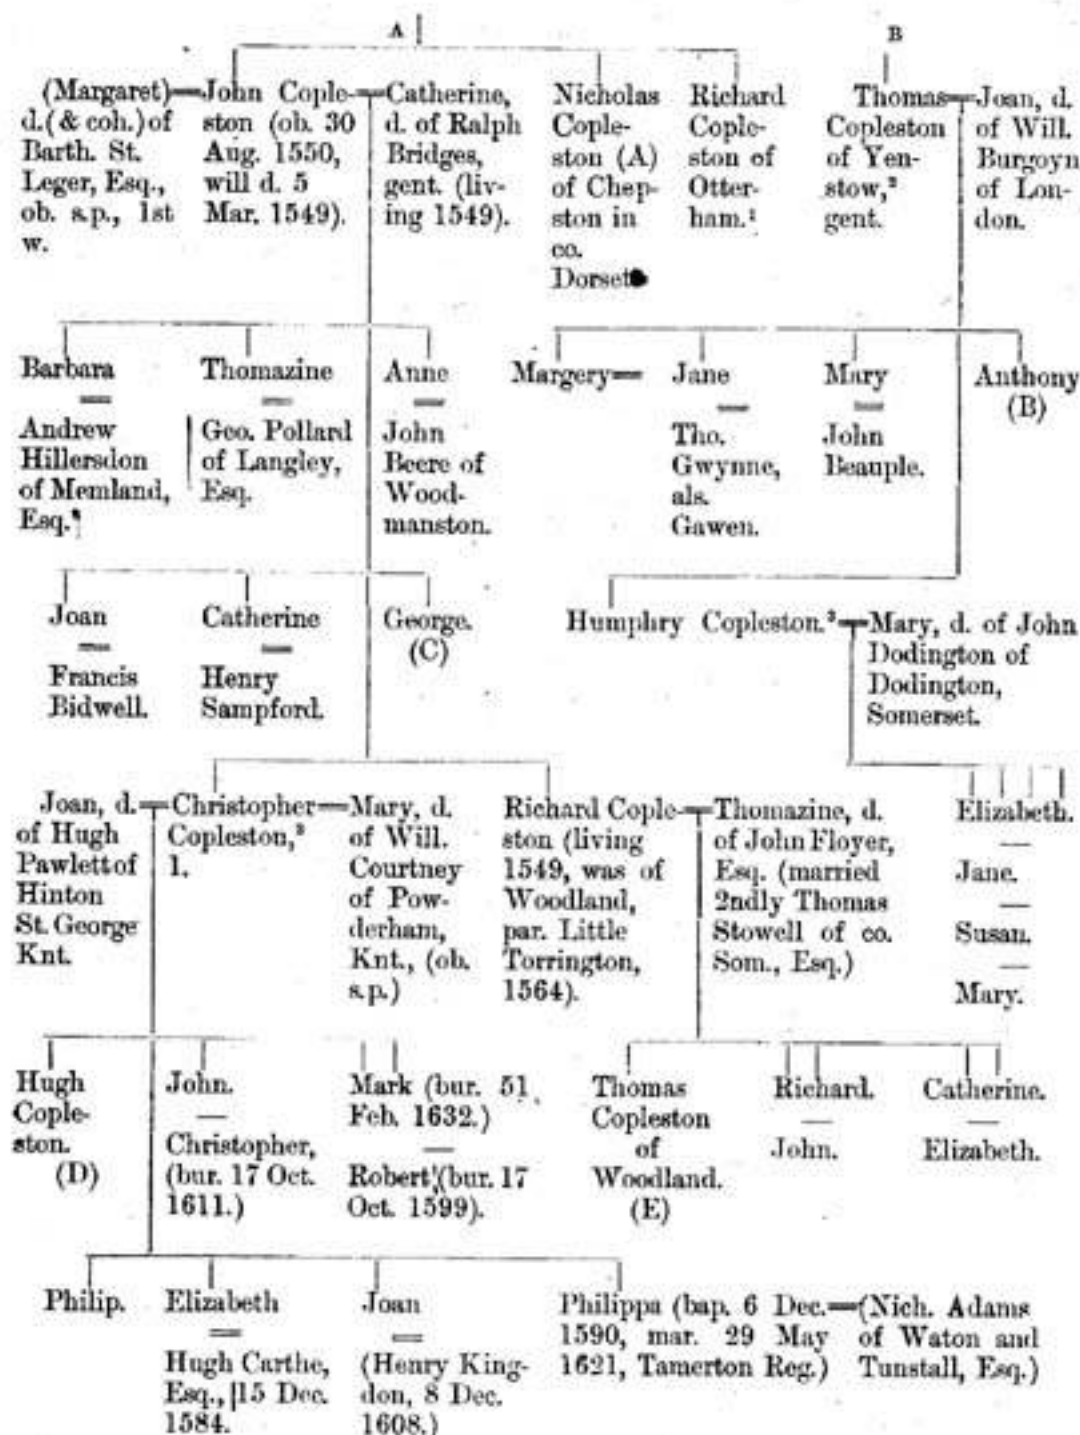 A
B
(Margaret)
d.(& coh.) of
Barth. St.
Leger, Esq.,
ob. s.p., 1st
w.
John Cople-
ston (ob. 30
Aug. 1550,
will d. 5
Mar. 1549).
Catherine,
d. of Ralph
Bridges,
gent. (liv-
ing 1549).
Nicholas
Cople-
ston (A)
of Chep-
ston in
co.
Dorset
Richard
Cople-
ston of
Otter-
ham.¹
Thomas
Copleston
of Yen-
stow,²
gent.
Joan, d.
of Will.
Burgoyn
of Lon-
don.
Barbara
Andrew
Hillersdon
of Memland,
Esq.
Thomazine
Geo. Pollard
of Langley,
Esq.
Anne
John
Beere of
Wood-
manston.
Margery
Jane
Tho.
Gwynne,
als.
Gawen.
Mary
John
Beauple.
Anthony
(B)
Joan
Francis
Bidwell.
Catherine
Henry
Sampford.
George.
(C)
Humphry Copleston.³
Mary, d. of John
Dodington of
Dodington,
Somerset.
Joan, d.
of Hugh
Pawlett of
Hinton
St. George
Knt.
Christopher
Copleston,³
1.
Mary, d.
of Will.
Courtney
of Pow-
derham,
Knt., (ob.
s.p.)
Richard Cople-
ston (living
1549, was of
Woodland,
par. Little
Torrington,
1564).
Thomazine, d.
of John Floyer,
Esq. (married
2ndly Thomas
Stowell of co.
Som., Esq.)
Elizabeth.
Jane.
Susan.
Mary.
Hugh
Cople-
ston.
(D)
John.
Christopher,
(bur. 17 Oct.
1611.)
Mark (bur. 51
Feb. 1632.)
Robert (bur. 17
Oct. 1599).
Thomas
Copleston
of
Woodland.
(E)
Richard.
John.
Catherine.
Elizabeth.
Philip.
Elizabeth
Hugh Carthe,
Esq., 15 Dec.
1584.
Joan
(Henry King-
don, 8 Dec.
1608.)
Philippa (bap. 6 Dec.
1590, mar. 29 May
1621, Tamerton Reg.)
(Nich. Adams
of Waton and
Tunstall, Esq.)